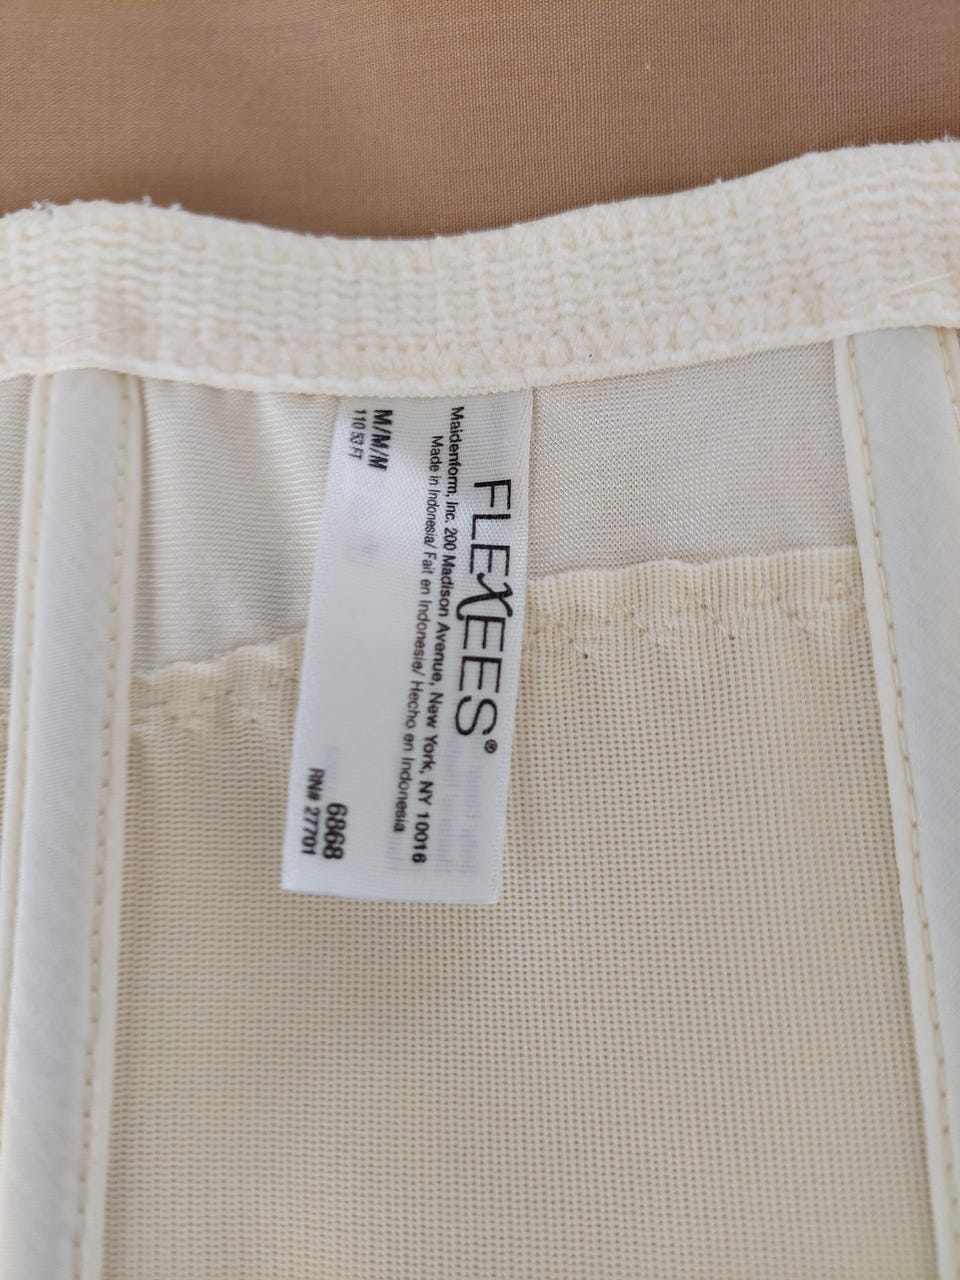 FLEXEES®
Maidenform, Inc. 200 Madison Avenue, New York, NY 10016
Made in Indonesia/ Fait en Indonesia/ Hecho en Indonesia
M/M/M 6868
110 53 FT RN# 27701